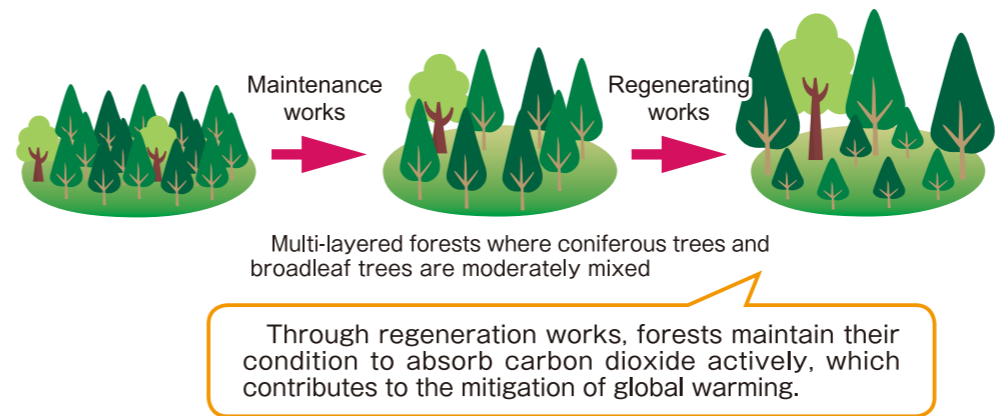 Maintenance
works
Regenerating
works
Multi-layered forests where coniferous trees and
broadleaf trees are moderately mixed
Through regeneration works, forests maintain their
condition to absorb carbon dioxide actively, which
contributes to the mitigation of global warming.